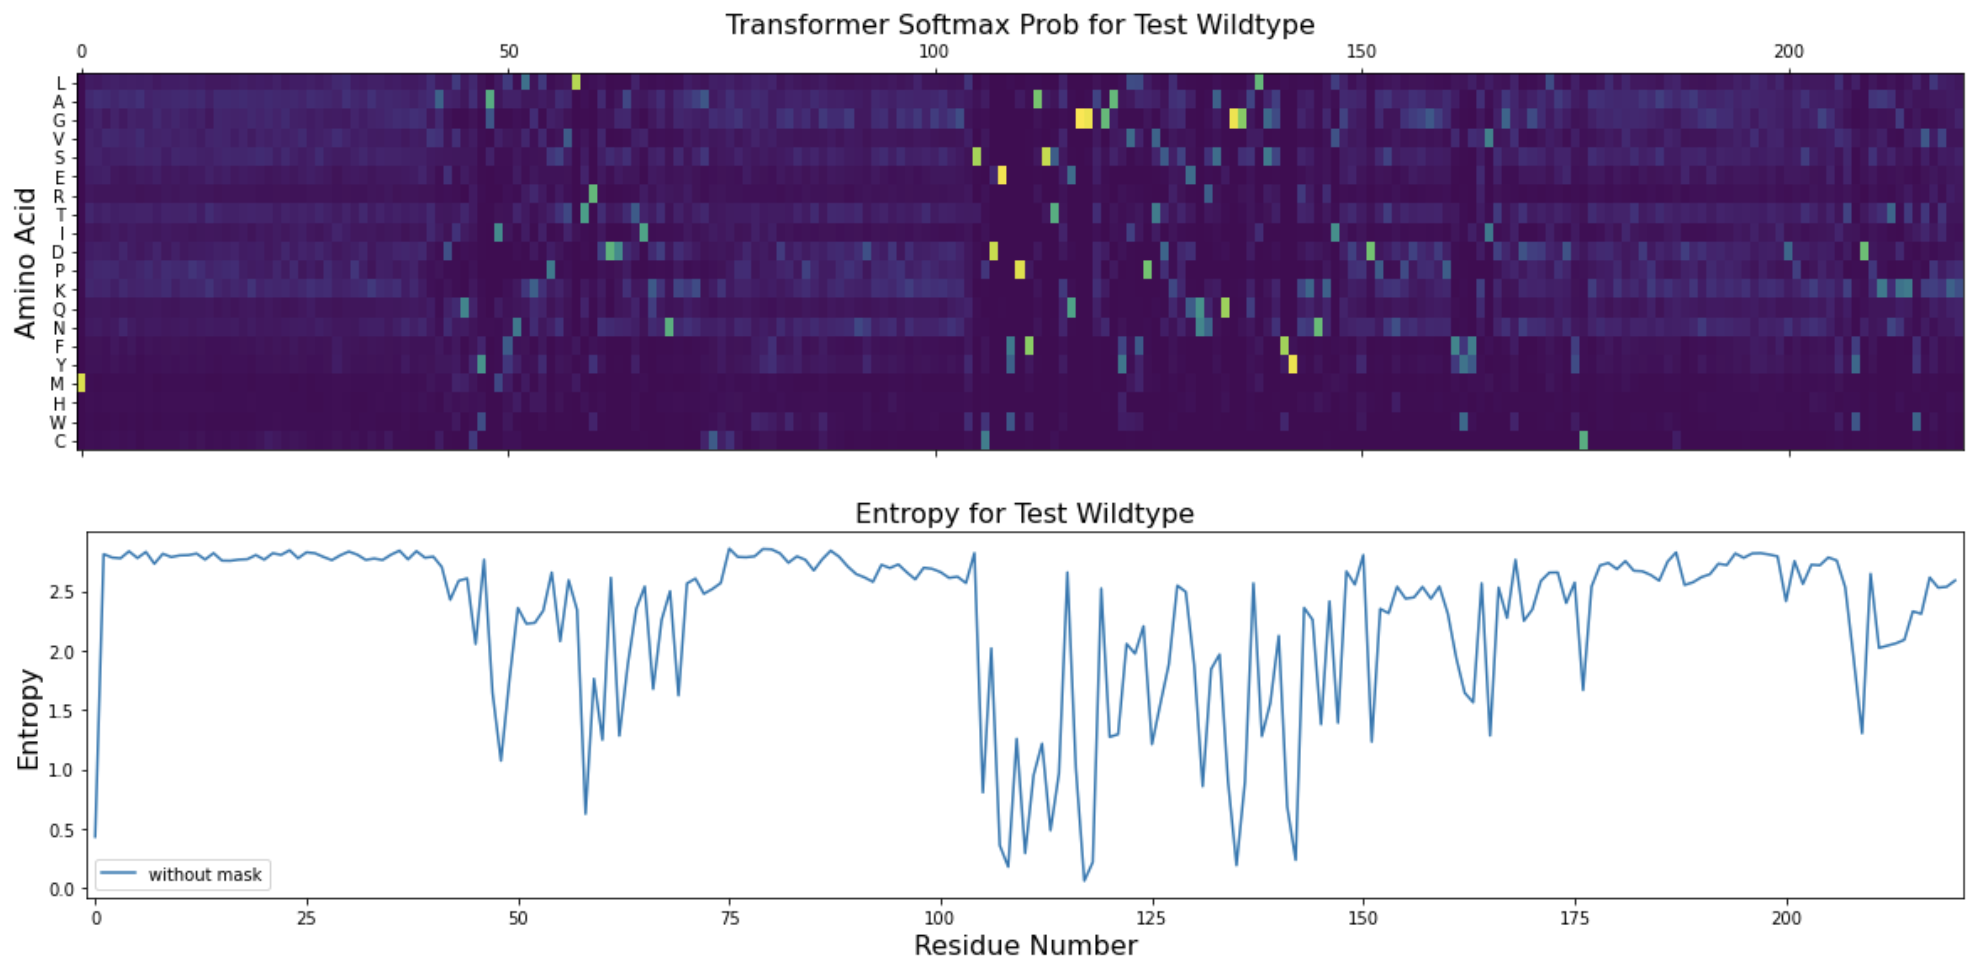 Transformer Softmax Prob for Test Wildtype
0 50 100 150 200
Amino Acid
L
A
G
V
S
E
R
T
I
D
P
K
Q
N
F
Y
M
H
W
C
Entropy for Test Wildtype
Entropy
2.5
2.0
1.5
1.0
0.5
0.0
without mask
0 25 50 75 100 125 150 175 200
Residue Number